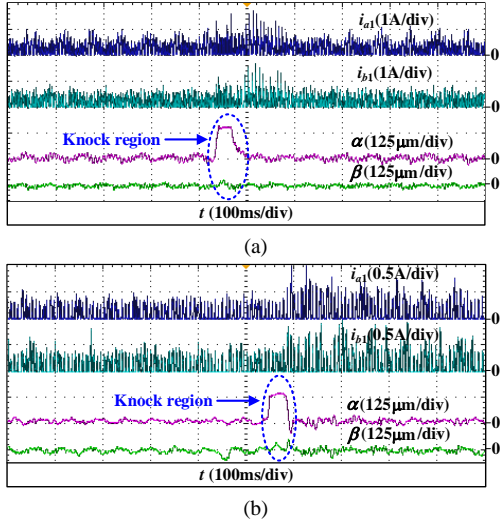 i_a1(1A/div)
0
i_b1(1A/div)
0
Knock region
α(125μm/div)
0
β(125μm/div)
0
t (100ms/div)
(a)
i_a1(0.5A/div)
0
i_b1(0.5A/div)
0
Knock region
α(125μm/div)
0
β(125μm/div)
0
t (100ms/div)
(b)